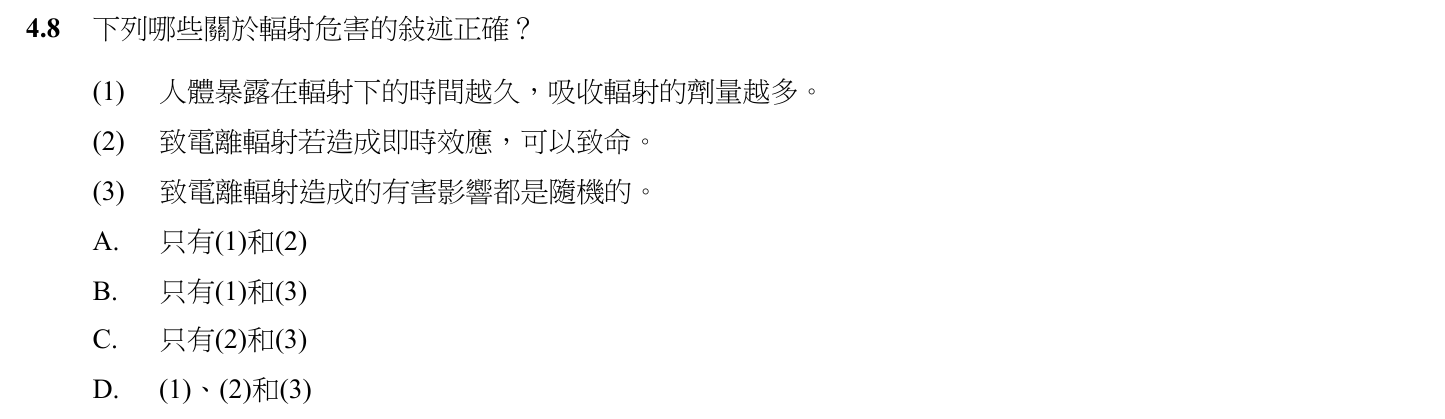 4.8 下列哪些關於輻射危害的敍述正確？
(1) 人體暴露在輻射下的時間越久，吸收輻射的劑量越多。
(2) 致電離輻射若造成即時效應，可以致命。
(3) 致電離輻射造成的有害影響都是隨機的。
A. 只有(1)和(2)
B. 只有(1)和(3)
C. 只有(2)和(3)
D. (1)、(2)和(3)